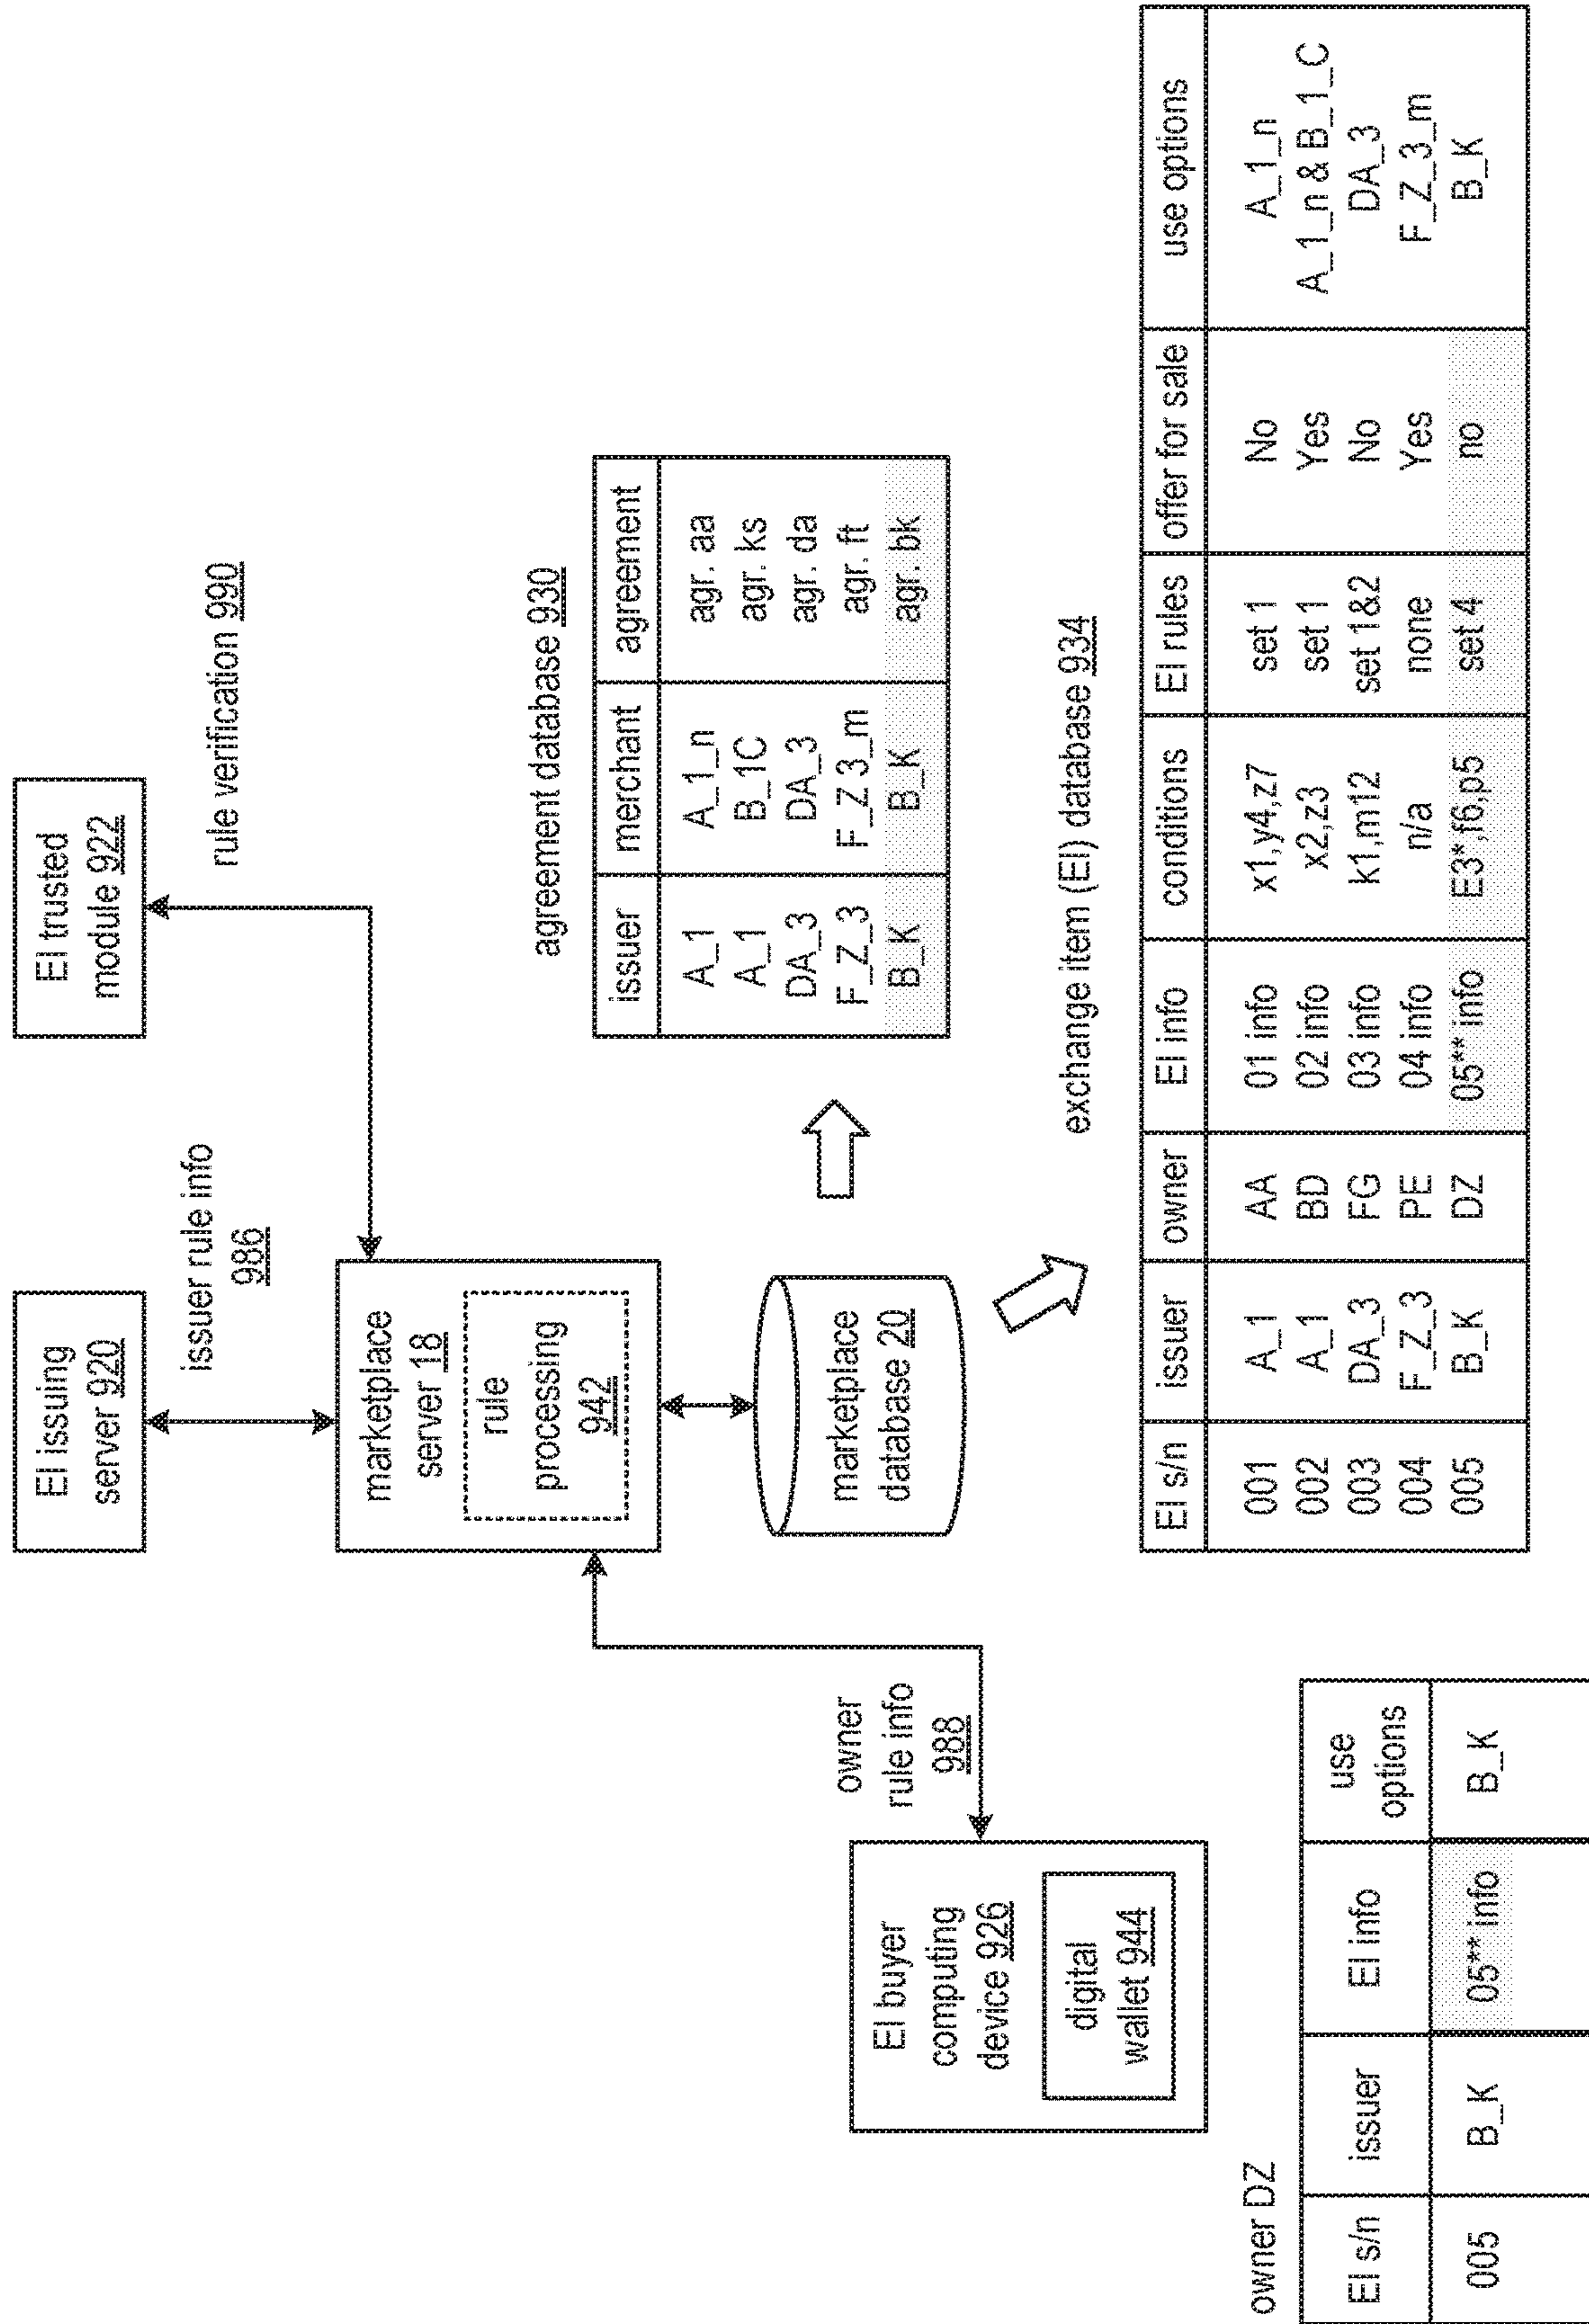 EI issuing
server 920
EI trusted
module 922
issuer rule info
986
rule verification 990
marketplace
server 18
rule
processing
942
marketplace
database 20
owner
rule info
988
EI buyer
computing
device 926
digital
wallet 944
agreement database 930
issuer merchant agreement
A_1 A_1_n agr. aa
A_1 B_1C agr. ks
DA_3 DA_3 agr. da
F_Z_3 F_Z 3_m agr. ft
B_K B_K agr. bk
exchange item (EI) database 934
EI s/n issuer owner EI info conditions EI rules offer for sale use options
001 A_1 AA 01 info x1,y4,z7 set 1 No A_1_n
002 A_1 BD 02 info x2,z3 set 1 Yes A_1_n & B_1_C
003 DA_3 FG 03 info k1,m12 set 1&2 No DA_3
004 F_Z_3 PE 04 info n/a none Yes F_Z_3_m
005 B_K DZ 05** info E3*,f6,p5 set 4 no B_K
owner DZ
EI s/n issuer EI info use
options
005 B_K 05** info B_K